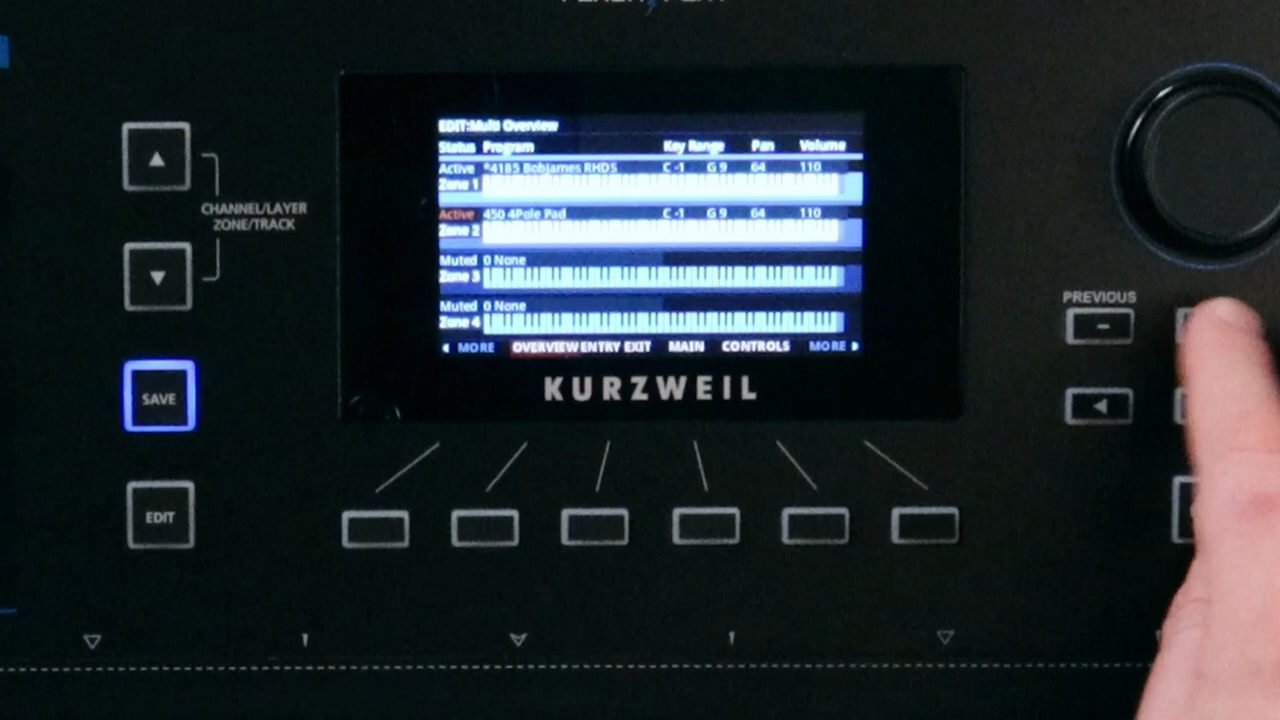 EDIT:Multi Overview
Status Program Key Range Pan Volume
Active *4185 BobJames RHDS C -1 G 9 64 110
Zone 1
Active 450 4Pole Pad C -1 G 9 64 110
Zone 2
Muted 0 None
Zone 3
Muted 0 None
Zone 4
MORE OVERVIEW ENTRY EXIT MAIN CONTROLS MORE
KURZWEIL
CHANNEL/LAYER
ZONE/TRACK
SAVE
EDIT
PREVIOUS
-